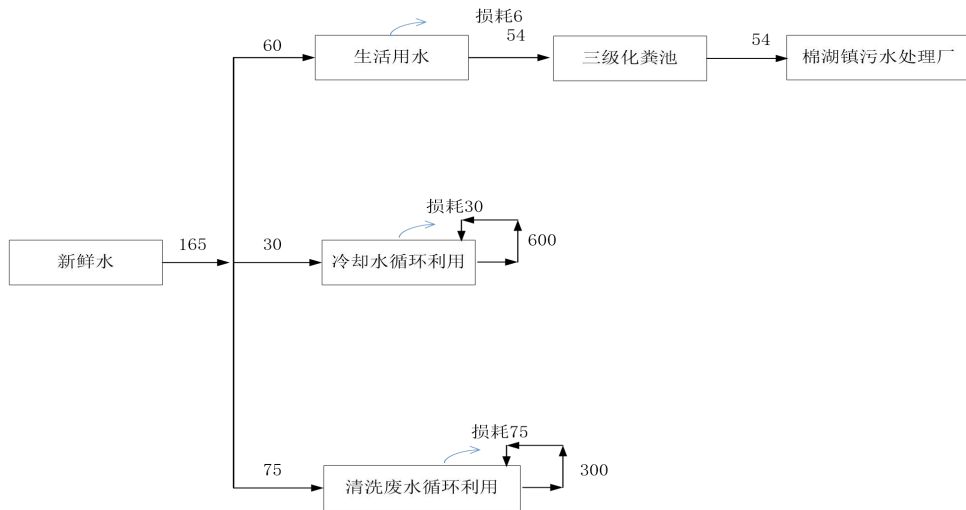 损耗6
60
54
54
生活用水
三级化粪池
棉湖镇污水处理厂
损耗30
165
30
600
新鲜水
冷却水循环利用
损耗75
75
300
清洗废水循环利用